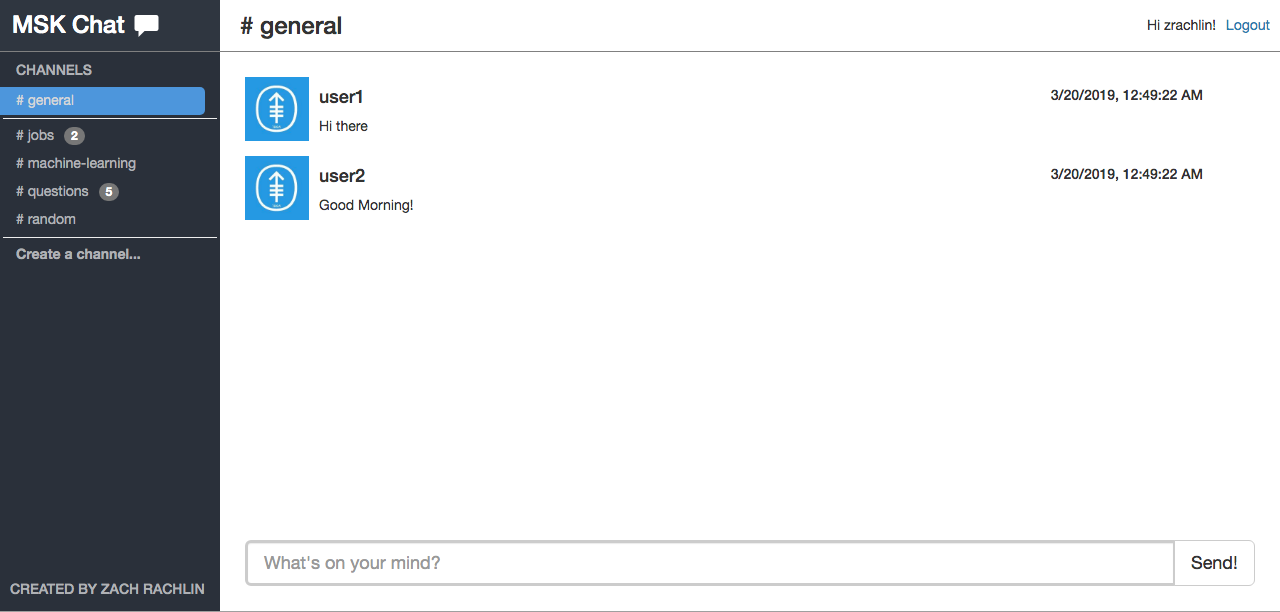 MSK Chat
# general
Hi zrachlin! Logout
CHANNELS
# general
# jobs 2
# machine-learning
# questions 5
# random
Create a channel...
CREATED BY ZACH RACHLIN
user1
3/20/2019, 12:49:22 AM
Hi there
user2
3/20/2019, 12:49:22 AM
Good Morning!
What's on your mind?
Send!